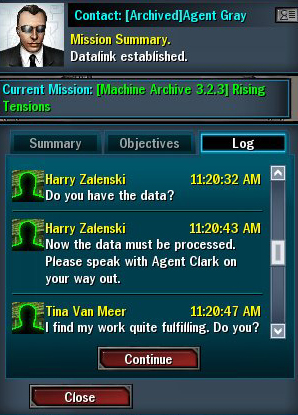 Contact: [Archived]Agent Gray
Mission Summary.
Datalink established.
Current Mission: [Machine Archive 3.2.3] Rising
Tensions
Summary
Objectives
Log
Harry Zalenski 11:20:32 AM
Do you have the data?
Harry Zalenski 11:20:43 AM
Now the data must be processed.
Please speak with Agent Clark on
your way out.
Tina Van Meer 11:20:47 AM
I find my work quite fulfilling. Do you?
Continue
Close